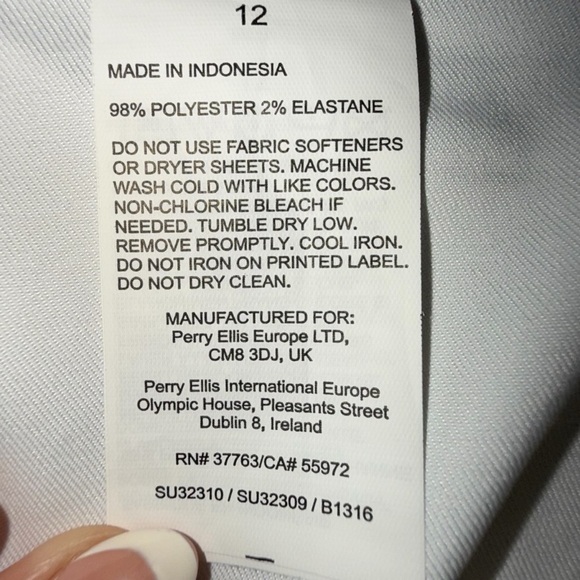 12
MADE IN INDONESIA
98% POLYESTER 2% ELASTANE
DO NOT USE FABRIC SOFTENERS
OR DRYER SHEETS. MACHINE
WASH COLD WITH LIKE COLORS.
NON-CHLORINE BLEACH IF
NEEDED. TUMBLE DRY LOW.
REMOVE PROMPTLY. COOL IRON.
DO NOT IRON ON PRINTED LABEL.
DO NOT DRY CLEAN.
MANUFACTURED FOR:
Perry Ellis Europe LTD,
CM8 3DJ, UK
Perry Ellis International Europe
Olympic House, Pleasants Street
Dublin 8, Ireland
RN# 37763/CA# 55972
SU32310 / SU32309 / B1316